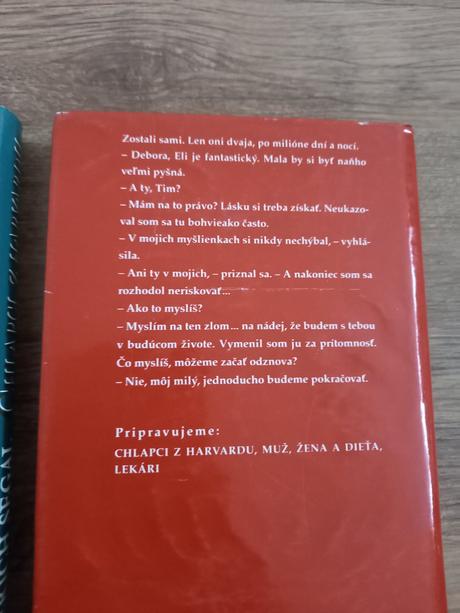 Zostali sami. Len oni dvaja, po milióne dní a nocí.
– Debora, Eli je fantastický. Mala by si byť naňho
veľmi pyšná.
– A ty, Tim?
– Mám na to právo? Lásku si treba získať. Neukazo-
val som sa tu bohvieako často.
– V mojich myšlienkach si nikdy nechýbal, – vyhlá-
sila.
– Ani ty v mojich, – priznal sa. – A nakoniec som sa
rozhodol neriskovať...
– Ako to myslíš?
– Myslím na ten zlom... na nádej, že budem s tebou
v budúcom živote. Vymenil som ju za prítomnosť.
Čo myslíš, môžeme začať odznova?
– Nie, môj milý, jednoducho budeme pokračovať.
Pripravujeme:
CHLAPCI Z HARVARDU, MUŽ, ŽENA A DIEŤA,
LEKÁRI
SEGAL